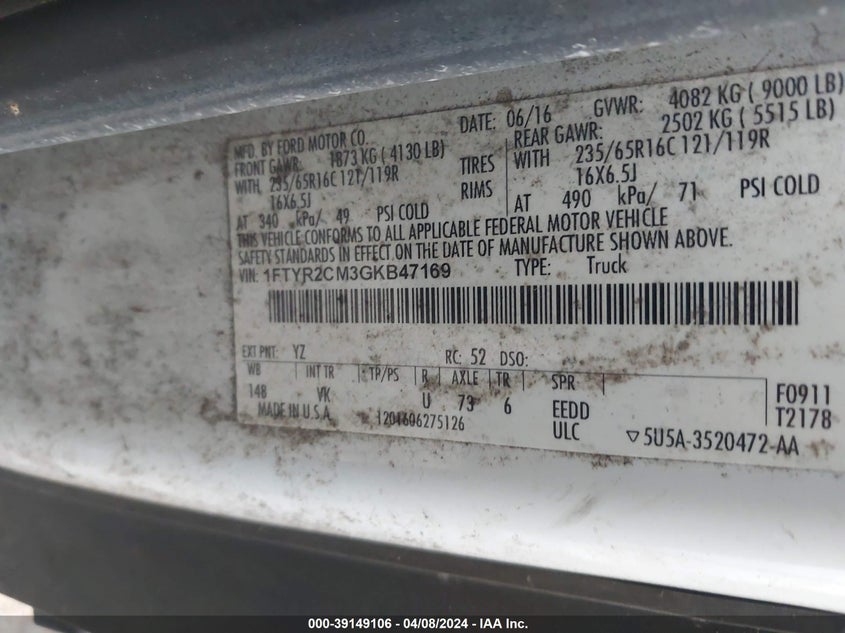 MFD. BY FORD MOTOR CO.
DATE: 06/16 GVWR: 4082 KG ( 9000 LB)
FRONT GAWR: 1873 KG ( 4130 LB)
REAR GAWR: 2502 KG ( 5515 LB)
WITH 235/65R16C 121/119R TIRES WITH 235/65R16C 121/119R
16X6.5J RIMS 16X6.5J
AT 340 kPa/ 49 PSI COLD AT 490 kPa/ 71 PSI COLD
THIS VEHICLE CONFORMS TO ALL APPLICABLE FEDERAL MOTOR VEHICLE
SAFETY STANDARDS IN EFFECT ON THE DATE OF MANUFACTURE SHOWN ABOVE.
VIN: 1FTYR2CM3GKB47169 TYPE: Truck
EXT PNT: YZ RC: 52 DSO:
WB INT TR TP/PS R AXLE TR SPR
148 VK U 73 6 EEDD F0911
MADE IN U.S.A. 1201606275126 ULC T2178
▽ 5U5A-3520472-AA
000-39149106 - 04/08/2024 - IAA Inc.